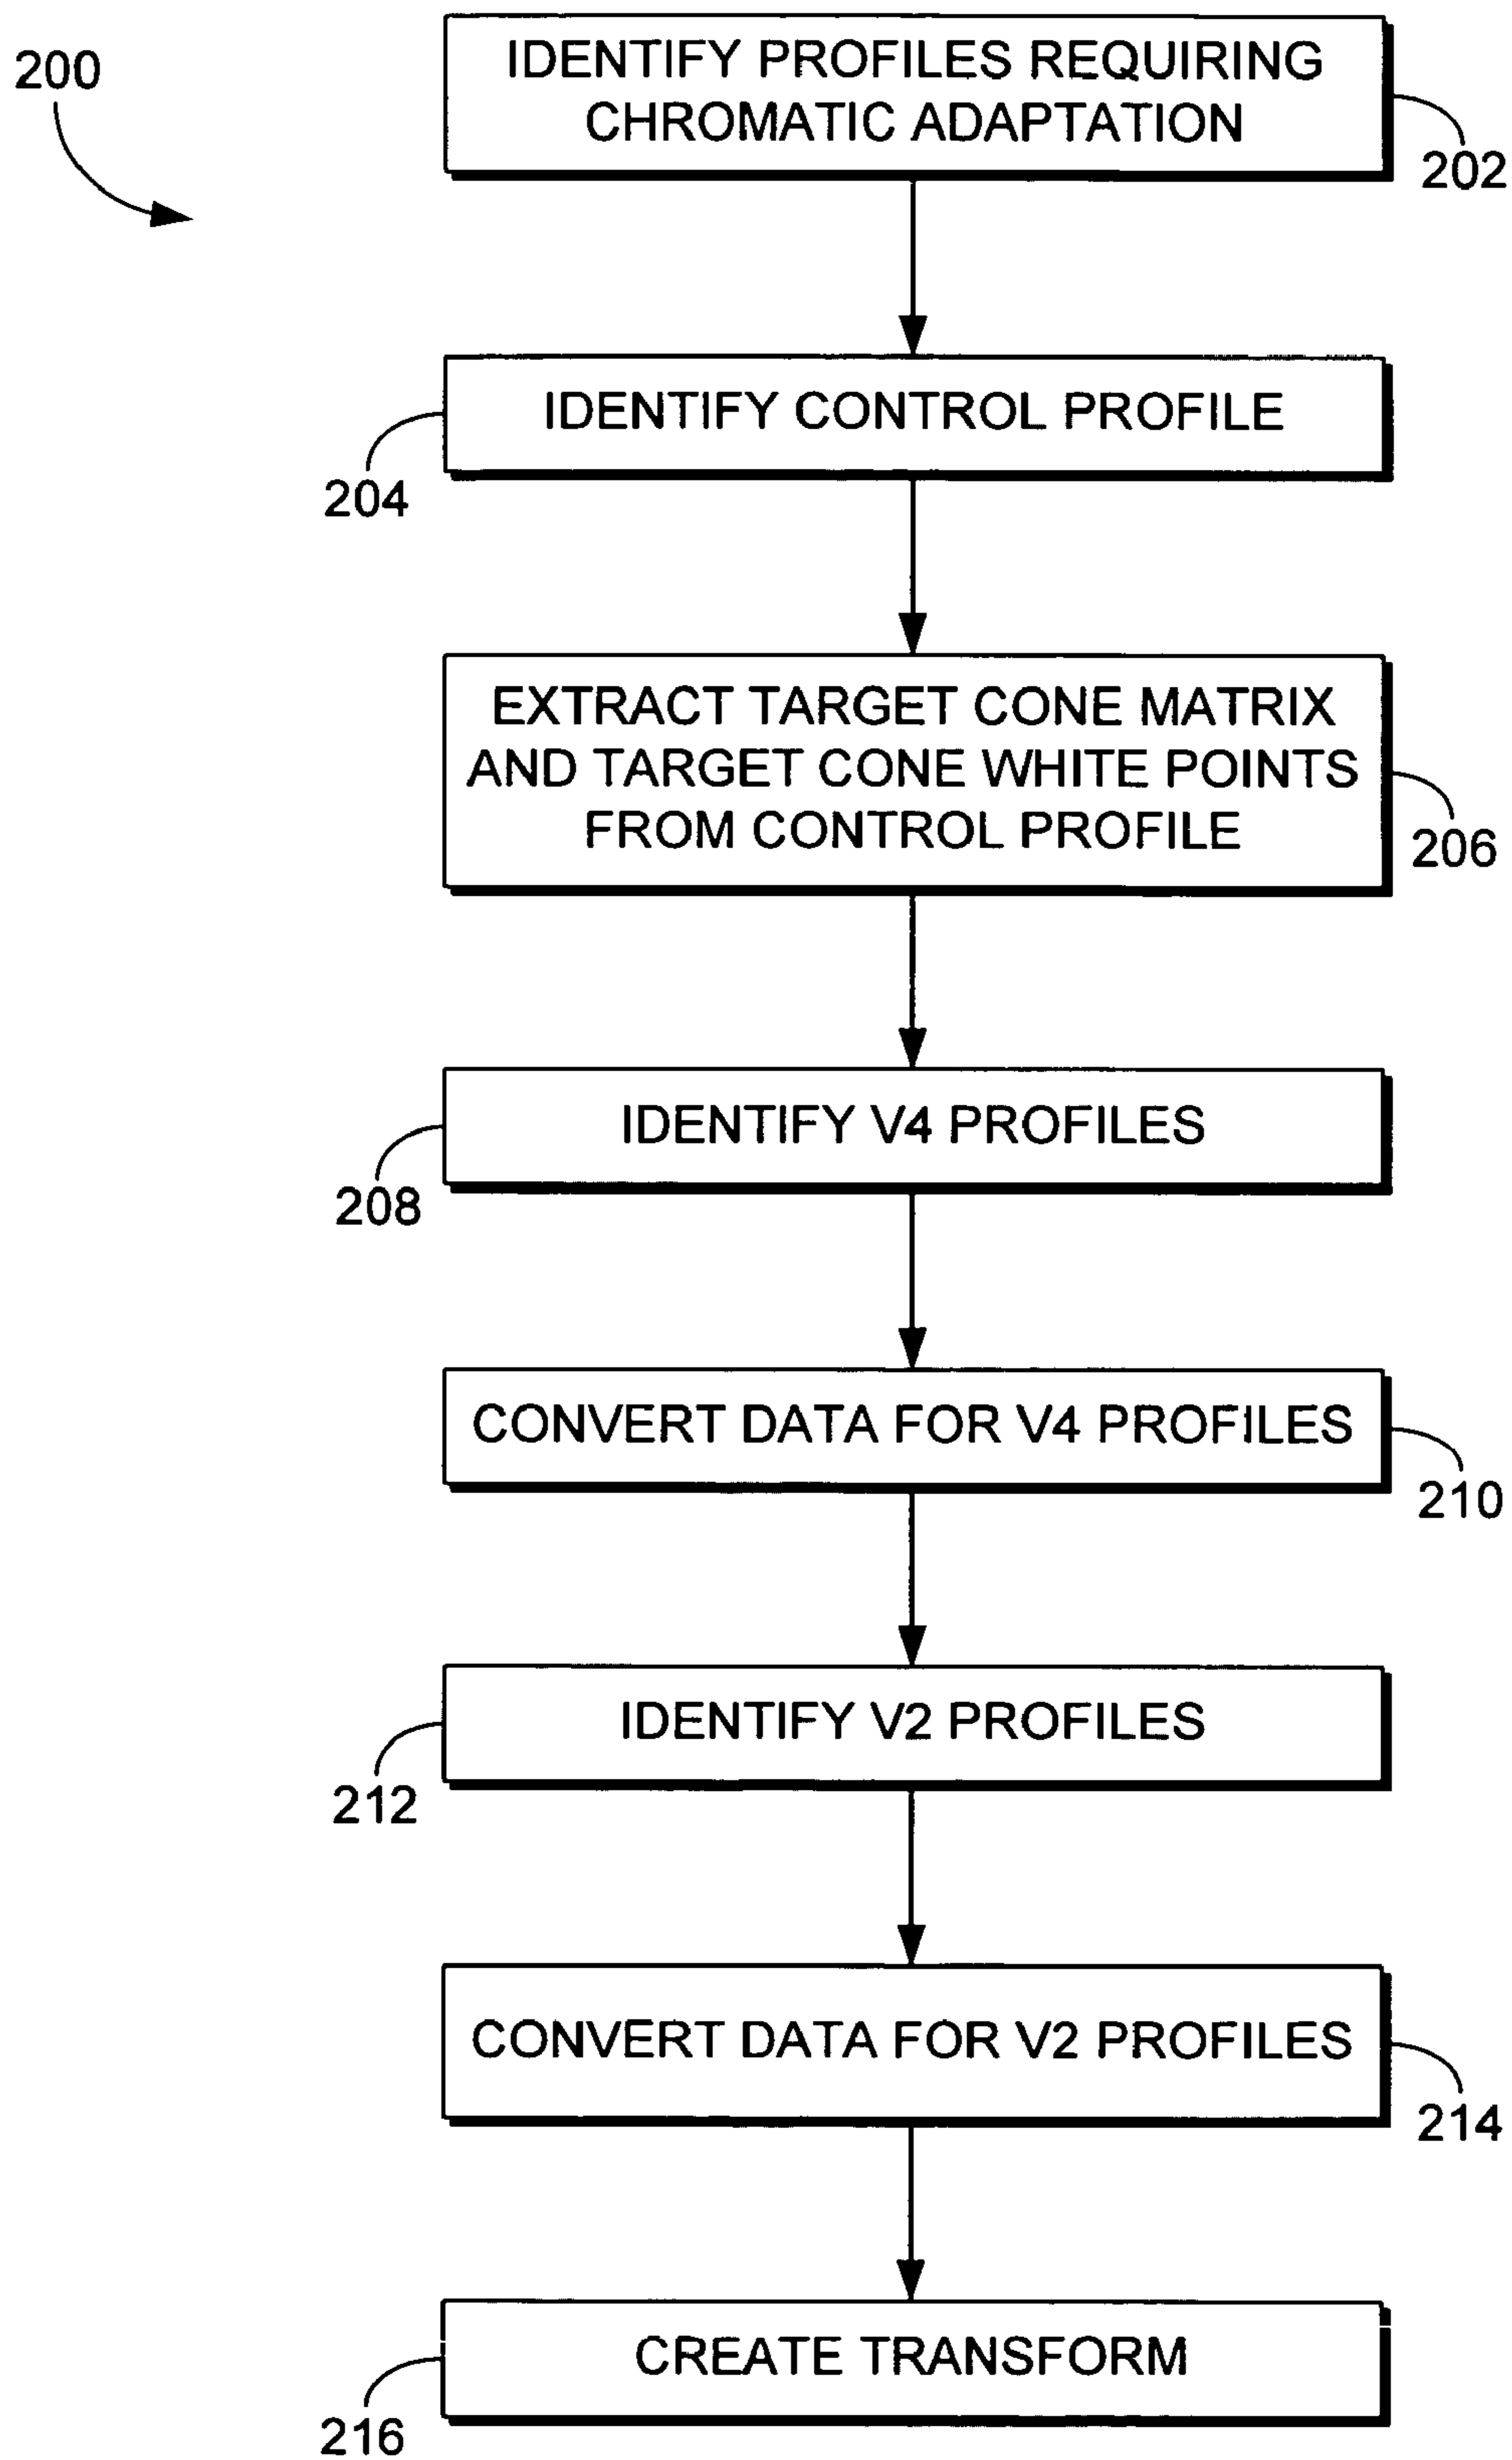 200
IDENTIFY PROFILES REQUIRING
CHROMATIC ADAPTATION
202
IDENTIFY CONTROL PROFILE
204
EXTRACT TARGET CONE MATRIX
AND TARGET CONE WHITE POINTS
FROM CONTROL PROFILE
206
IDENTIFY V4 PROFILES
208
CONVERT DATA FOR V4 PROFILES
210
IDENTIFY V2 PROFILES
212
CONVERT DATA FOR V2 PROFILES
214
CREATE TRANSFORM
216